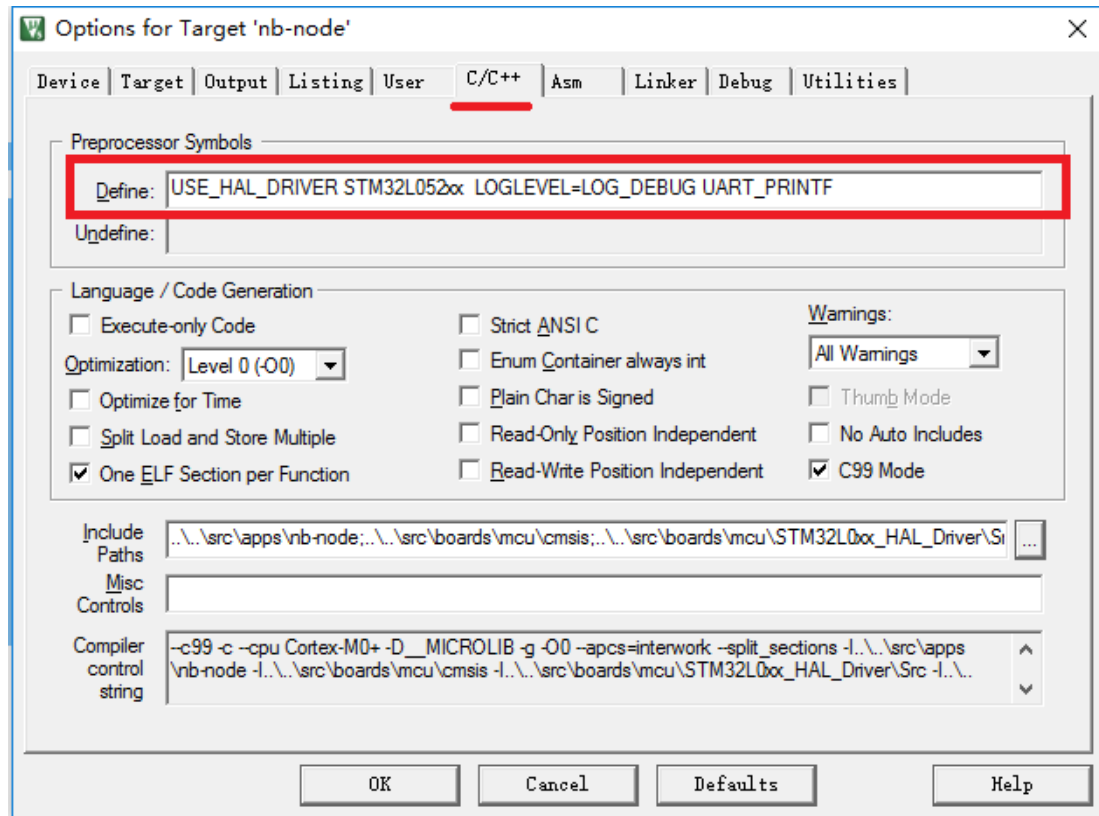 Options for Target 'nb-node'
Device Target Output Listing User C/C++ Asm Linker Debug Utilities
Preprocessor Symbols
Define: USE_HAL_DRIVER STM32L052xx LOGLEVEL=LOG_DEBUG UART_PRINTF
Undefine:
Language / Code Generation
Execute-only Code
Optimization: Level 0 (-O0)
Optimize for Time
Split Load and Store Multiple
One ELF Section per Function
Strict ANSI C
Enum Container always int
Plain Char is Signed
Read-Only Position Independent
Read-Write Position Independent
Warnings:
All Warnings
Thumb Mode
No Auto Includes
C99 Mode
Include
Paths
..\..\src\apps\nb-node;..\..\src\boards\mcu\cmsis;..\..\src\boards\mcu\STM32L0xx_HAL_Driver\Sr
...
Misc
Controls
Compiler
control
string
--c99 -c --cpu Cortex-M0+ -D__MICROLIB -g -O0 --apcs=interwork --split_sections -I..\..\src\apps
\nb-node -I..\..\src\boards\mcu\cmsis -I..\..\src\boards\mcu\STM32L0xx_HAL_Driver\Src -I..\..
OK Cancel Defaults Help